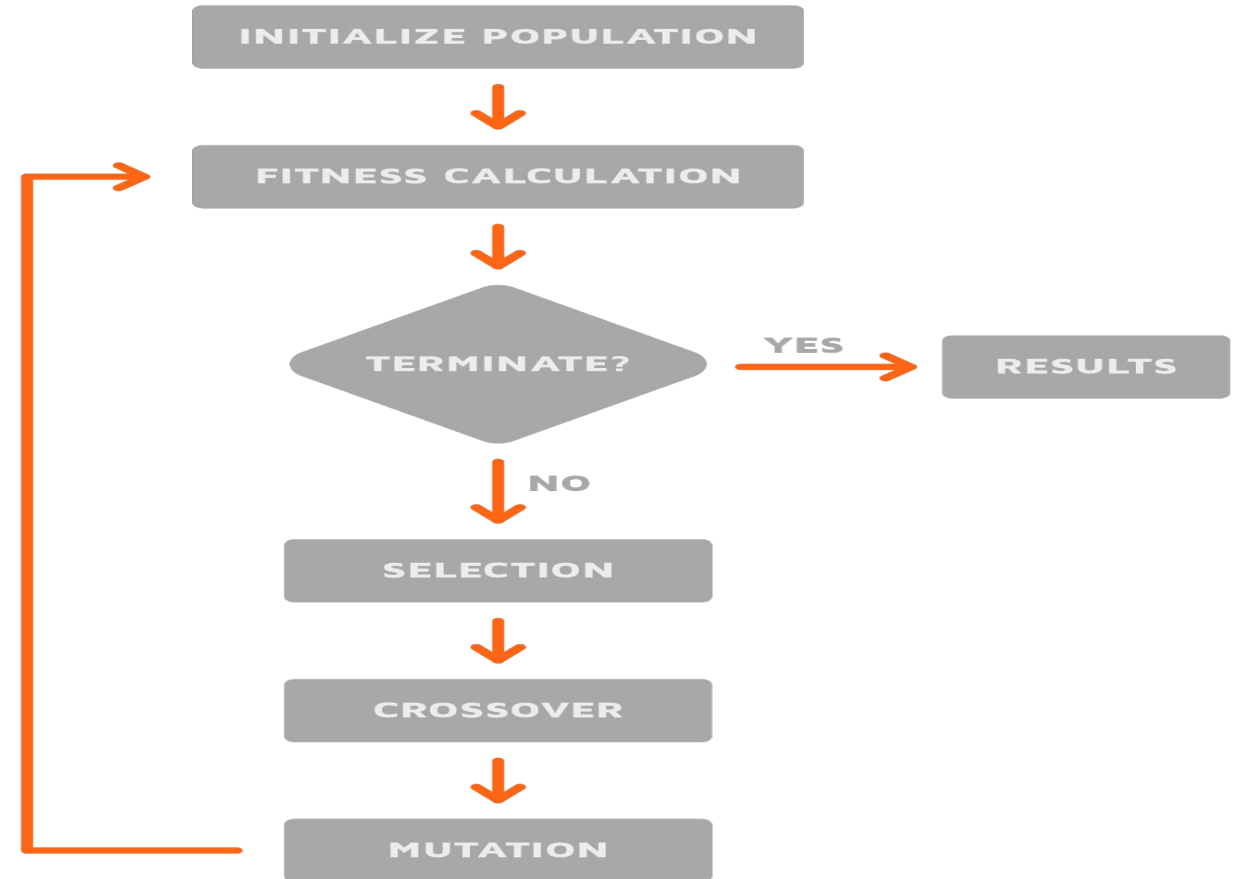 INITIALIZE POPULATION
FITNESS CALCULATION
TERMINATE?
YES
RESULTS
NO
SELECTION
CROSSOVER
MUTATION